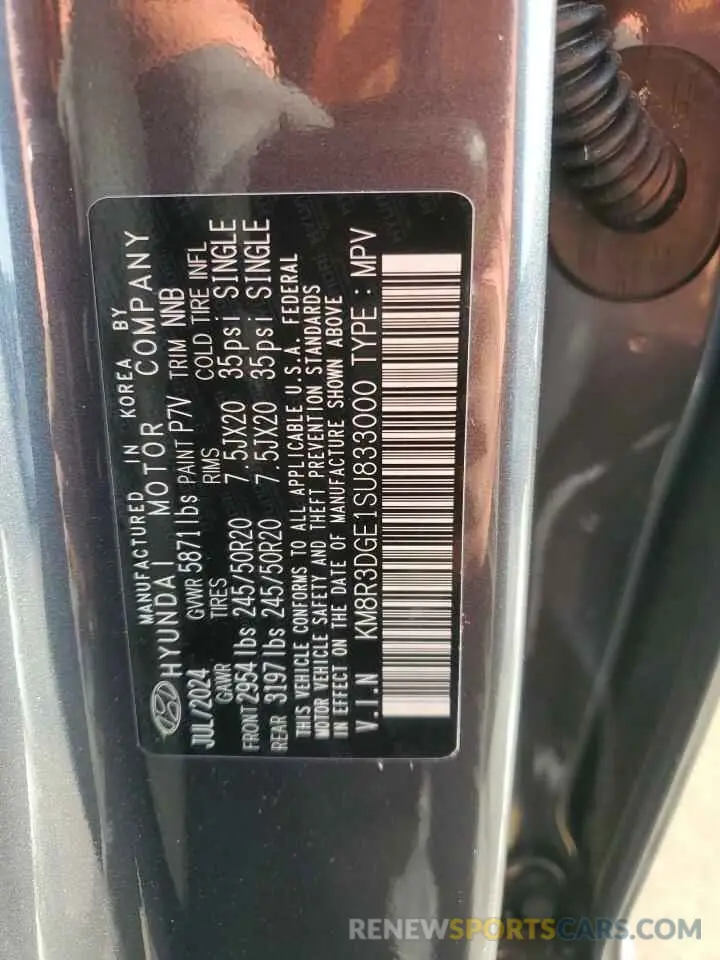 MANUFACTURED IN KOREA BY
HYUNDAI MOTOR COMPANY
JUL/2024 GVWR 5871lbs PAINT P7V TRIM NNB
GAWR TIRES RIMS COLD TIRE INFL
FRONT 2954 lbs 245/50R20 7.5JX20 35psi SINGLE
REAR 3197 lbs 245/50R20 7.5JX20 35psi SINGLE
THIS VEHICLE CONFORMS TO ALL APPLICABLE U.S.A. FEDERAL
MOTOR VEHICLE SAFETY AND THEFT PREVENTION STANDARDS
IN EFFECT ON THE DATE OF MANUFACTURE SHOWN ABOVE
V.I.N KM8R3DGE1SU833000 TYPE : MPV
RENEWSPORTSCARS.COM